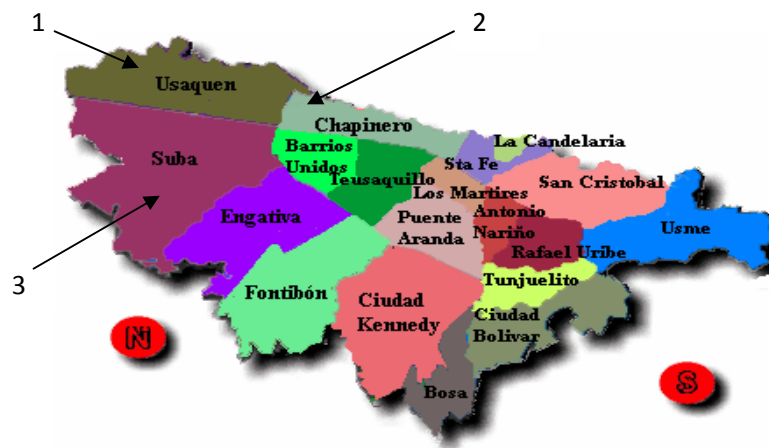 1
2
Usaquen
Chapinero
La Candelaria
Barrios
Unidos
Sta Fe
Suba
Teusaquillo
San Cristobal
Los Martires
Engativa
Puente
Aranda
Antonio
Nariño
Usme
Rafael Uribe
3
Fontibón
Ciudad
Kennedy
Tunjuelito
Ciudad
Bolivar
N
S
Bosa